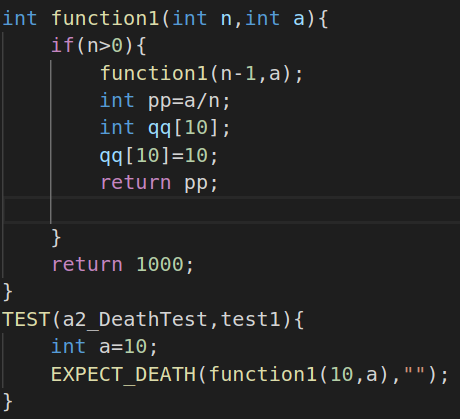 int function1(int n,int a){
    if(n>0){
        function1(n-1,a);
        int pp=a/n;
        int qq[10];
        qq[10]=10;
        return pp;
    }
    return 1000;
}
TEST(a2_DeathTest,test1){
    int a=10;
    EXPECT_DEATH(function1(10,a),"");
}